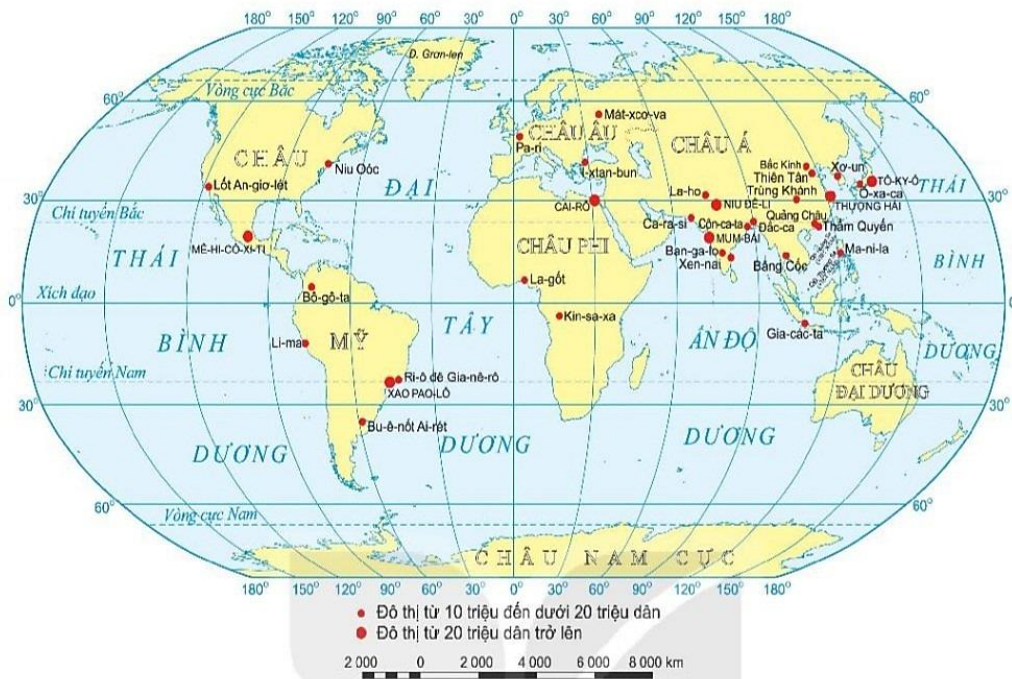 180° 150° 120° 90° 60° 30° 0° 30° 60° 90° 120° 150° 180°
D. Grơn-len
Vòng cực Bắc
60°
60°
Mát-xcơ-va
CHÂU ÂU
Pa-ri
CHÂU Á
CHÂU
Niu Oóc
I-xtan-bun
Bắc Kinh
Xơ-un
Thiên Tân
TÔ-KY-Ô
THÁI
Lốt An-giơ-lét
ĐẠI
La-ho
Trùng Khánh
Ô-xa-ca
30°
30°
CAI-RÔ
NIU ĐÊ-LI
THƯỢNG HẢI
Chí tuyến Bắc
Ca-ra-si
Côn-ca-ta
Quảng Châu
Đắc-ca
Thẩm Quyến
MÊ-HI-CÔ-XI-TI
CHÂU PHI
MUM-BAI
THÁI
Ban-ga-lo
Ma-ni-la
BÌNH
Xen-nai
Băng Cốc
La-gốt
Xích đạo
Bô-gô-ta
0°
0°
Kin-sa-xa
TÂY
Gia-các-ta
BÌNH
Li-ma
MỸ
ẤN ĐỘ
DƯƠNG
CHÂU
Chí tuyến Nam
Ri-ô đê Gia-nê-rô
ĐẠI DƯƠNG
XAO PAO-LÔ
30°
30°
Bu-ê-nốt Ai-rét
DƯƠNG
DƯƠNG
DƯƠNG
60°
60°
Vòng cực Nam
CHÂU NAM CỰC
180° 150° 120° 90° 60° 30° 0° 30° 60° 90° 120° 150° 180°
Đô thị từ 10 triệu đến dưới 20 triệu dân
Đô thị từ 20 triệu dân trở lên
2 000 0 2 000 4 000 6 000 8 000 km